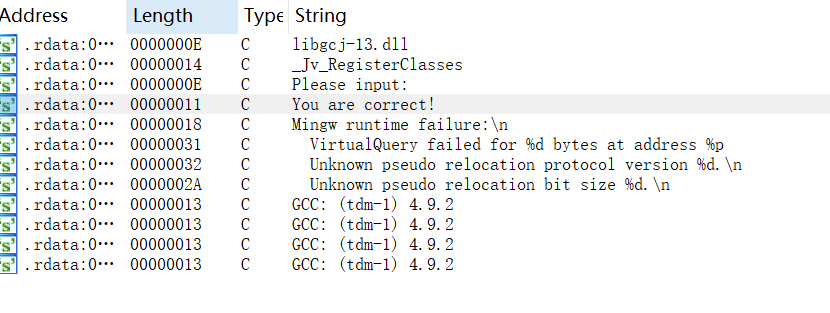 Address Length Type String
's' .rdata:0… 0000000E C libgcj-13.dll
's' .rdata:0… 00000014 C _Jv_RegisterClasses
's' .rdata:0… 0000000E C Please input:
's' .rdata:0… 00000011 C You are correct!
's' .rdata:0… 00000018 C Mingw runtime failure:\n
's' .rdata:0… 00000031 C VirtualQuery failed for %d bytes at address %p
's' .rdata:0… 00000032 C Unknown pseudo relocation protocol version %d.\n
's' .rdata:0… 0000002A C Unknown pseudo relocation bit size %d.\n
's' .rdata:0… 00000013 C GCC: (tdm-1) 4.9.2
's' .rdata:0… 00000013 C GCC: (tdm-1) 4.9.2
's' .rdata:0… 00000013 C GCC: (tdm-1) 4.9.2
's' .rdata:0… 00000013 C GCC: (tdm-1) 4.9.2